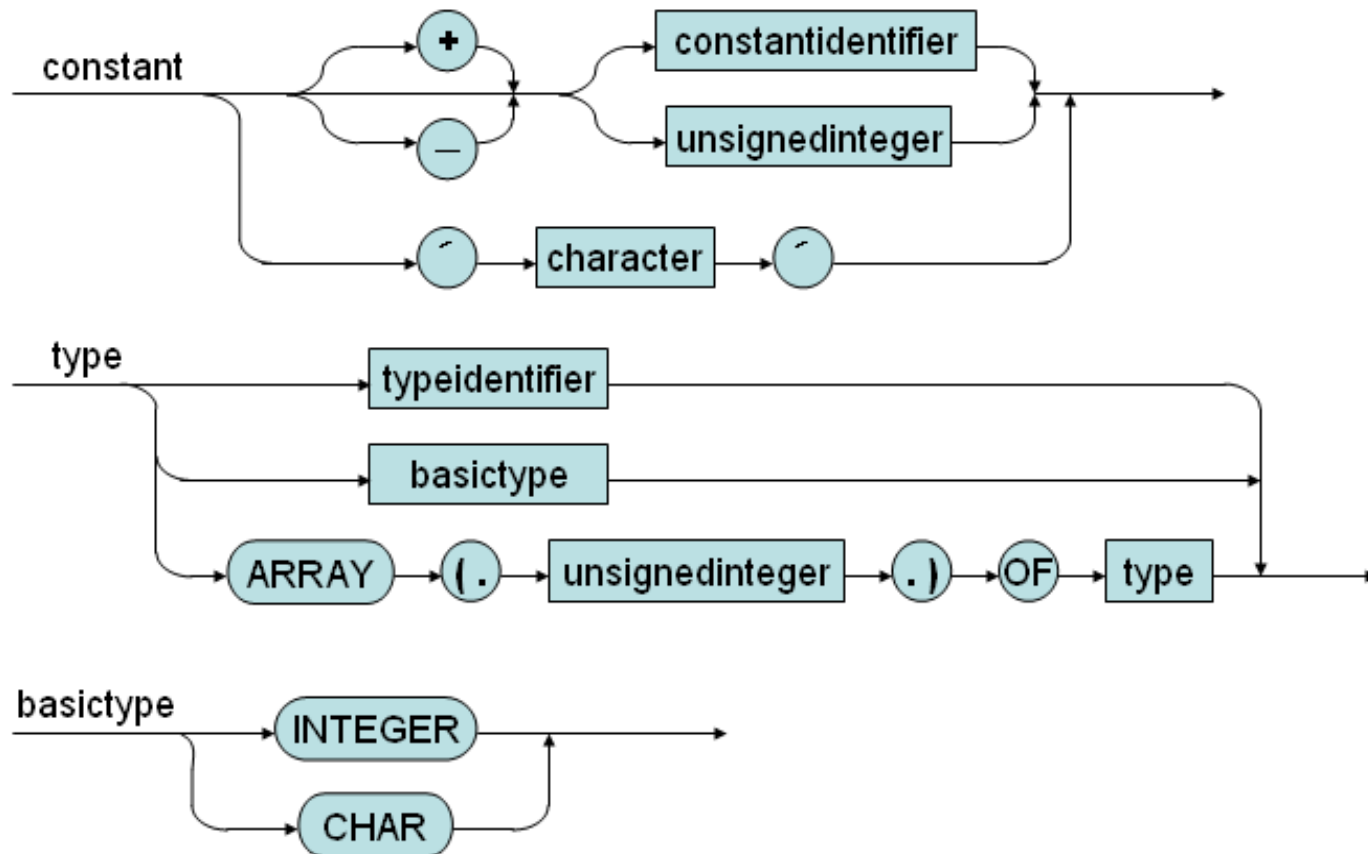 + constantidentifier
constant
− unsignedinteger
´ character ´
type
typeidentifier
basictype
ARRAY (. unsignedinteger .) OF type
basictype
INTEGER
CHAR